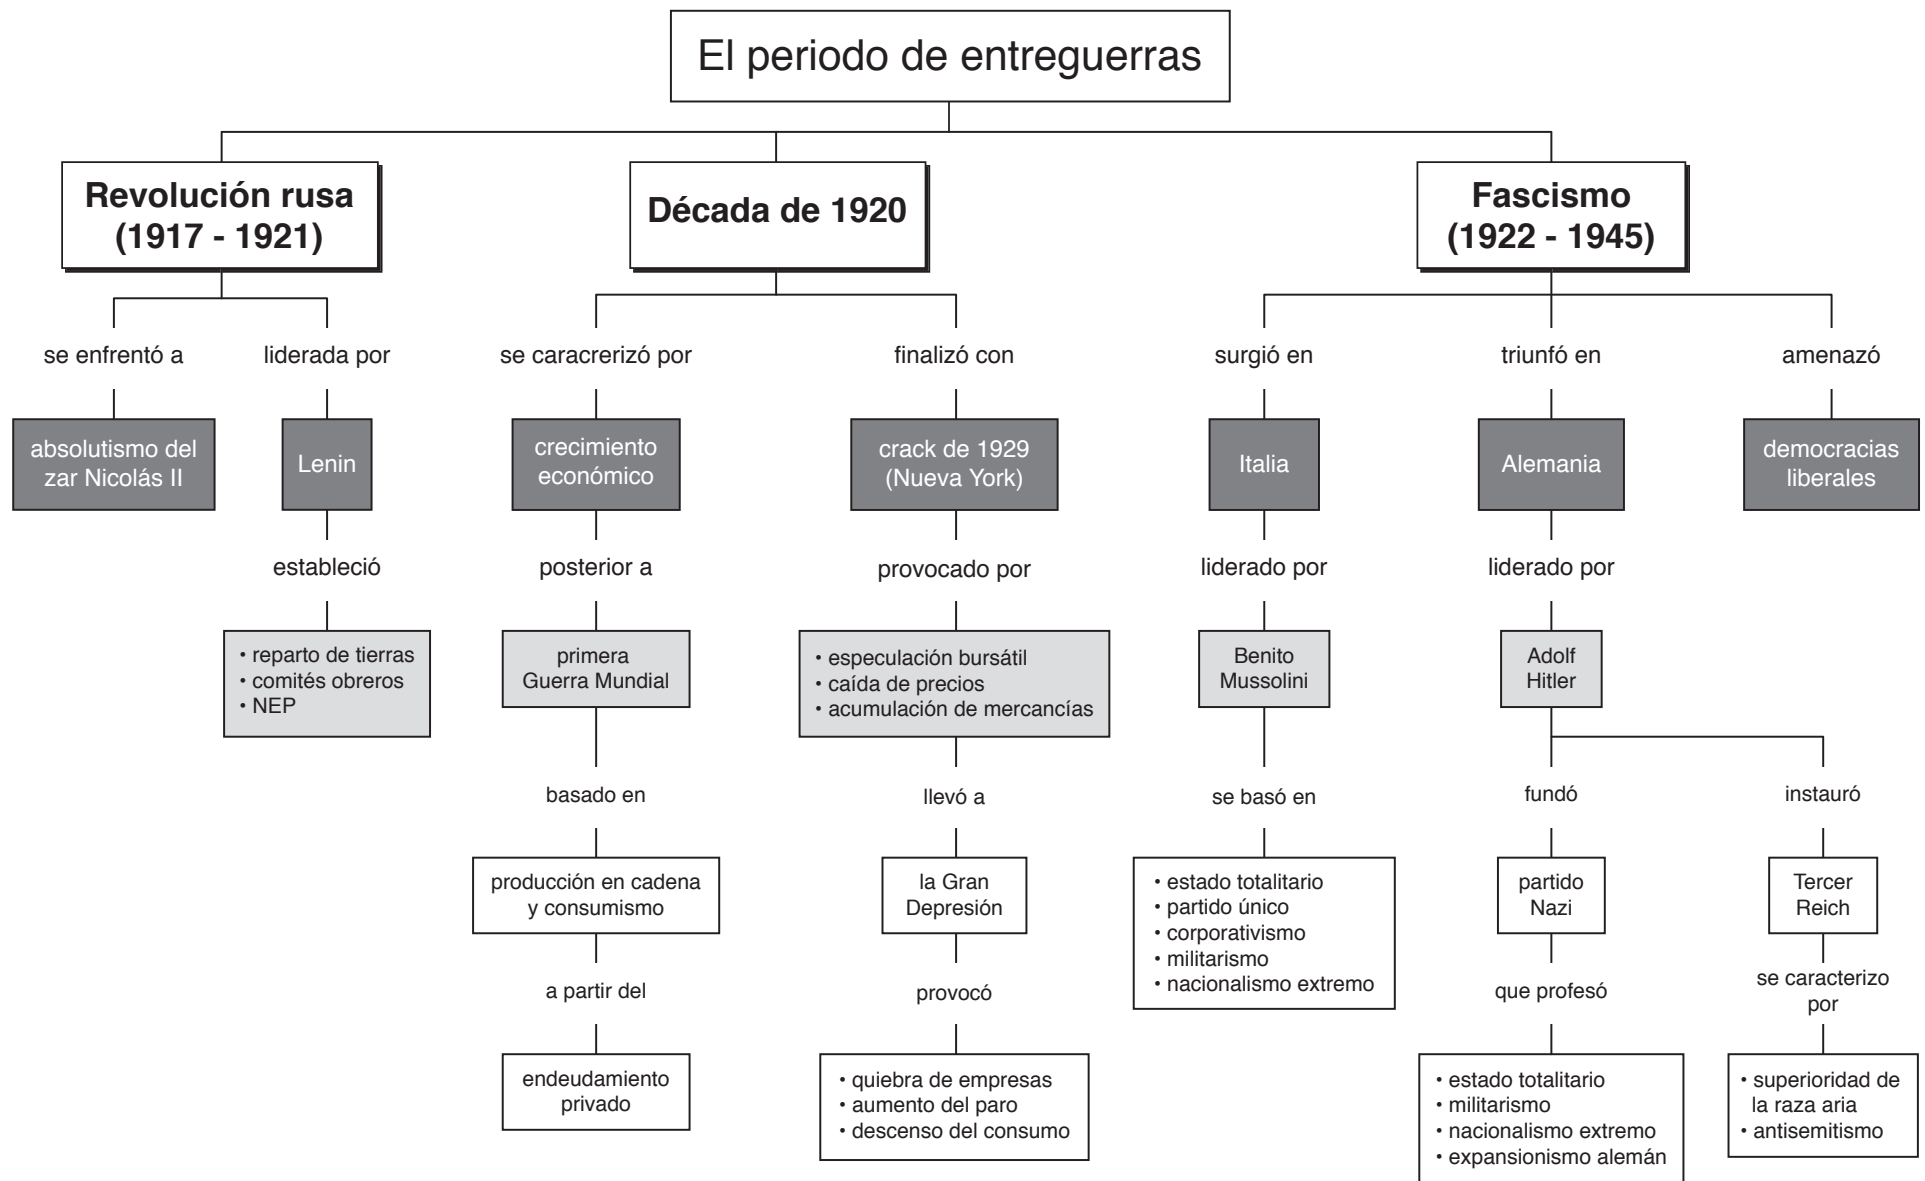 El periodo de entreguerras
Revolución rusa
(1917 - 1921)
Década de 1920
Fascismo
(1922 - 1945)
se enfrentó a
liderada por
se caracrerizó por
finalizó con
surgió en
triunfó en
amenazó
absolutismo del
zar Nicolás II
Lenin
crecimiento
económico
crack de 1929
(Nueva York)
Italia
Alemania
democracias
liberales
estableció
posterior a
provocado por
liderado por
liderado por
• reparto de tierras
• comités obreros
• NEP
primera
Guerra Mundial
• especulación bursátil
• caída de precios
• acumulación de mercancías
Benito
Mussolini
Adolf
Hitler
basado en
llevó a
se basó en
fundó
instauró
producción en cadena
y consumismo
la Gran
Depresión
• estado totalitario
• partido único
• corporativismo
• militarismo
• nacionalismo extremo
partido
Nazi
Tercer
Reich
a partir del
provocó
que profesó
se caracterizo
por
endeudamiento
privado
• quiebra de empresas
• aumento del paro
• descenso del consumo
• estado totalitario
• militarismo
• nacionalismo extremo
• expansionismo alemán
• superioridad de
la raza aria
• antisemitismo